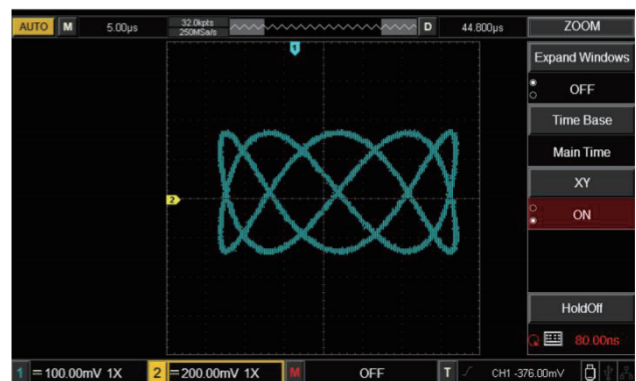 AUTO M 5.00µs 32.0kpts D 44.800µs ZOOM
250MSa/s
1
Expand Windows
OFF
Time Base
Main Time
XY
2
ON
HoldOff
80.00ns
1 100.00mV 1X 2 200.00mV 1X M OFF T CH1 -376.00mV